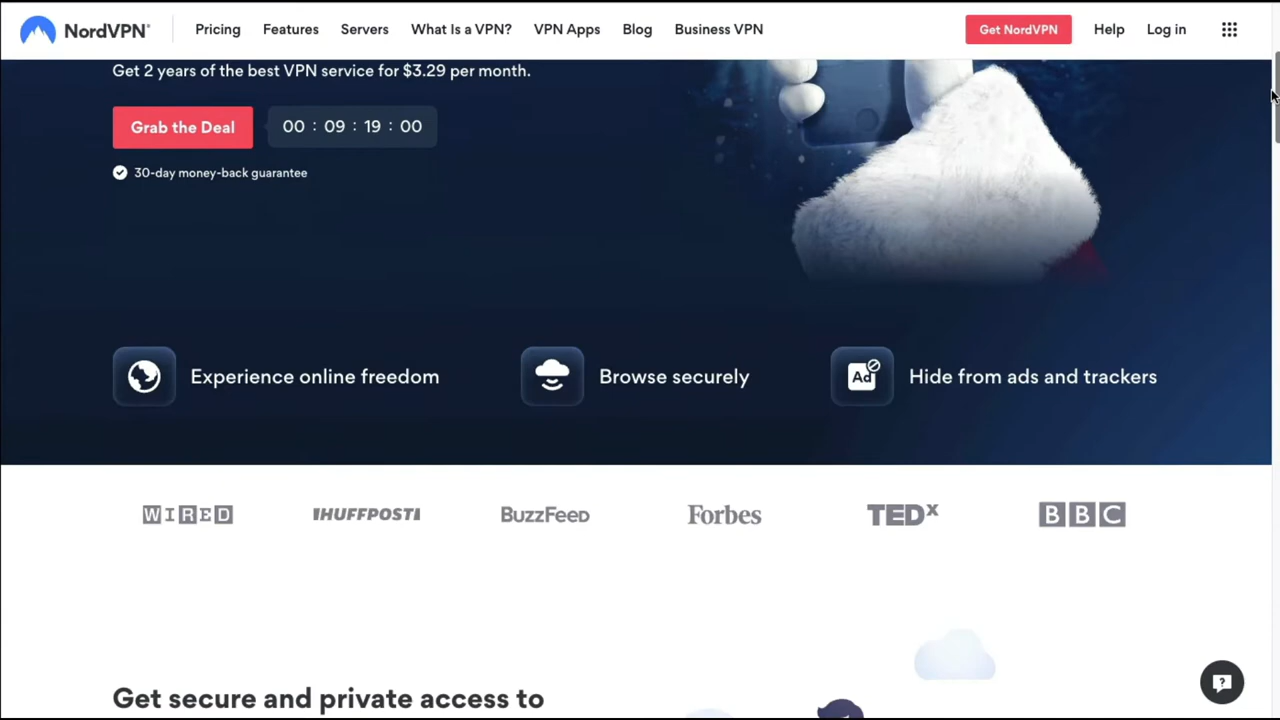 NordVPN®
Pricing
Features
Servers
What Is a VPN?
VPN Apps
Blog
Business VPN
Get NordVPN
Help
Log in
Get 2 years of the best VPN service for $3.29 per month.
Grab the Deal
00 : 09 : 19 : 00
30-day money-back guarantee
Experience online freedom
Browse securely
Ad
Hide from ads and trackers
WIRED
IHUFFPOSTI
BuzzFeed
Forbes
TEDx
BBC
Get secure and private access to
?